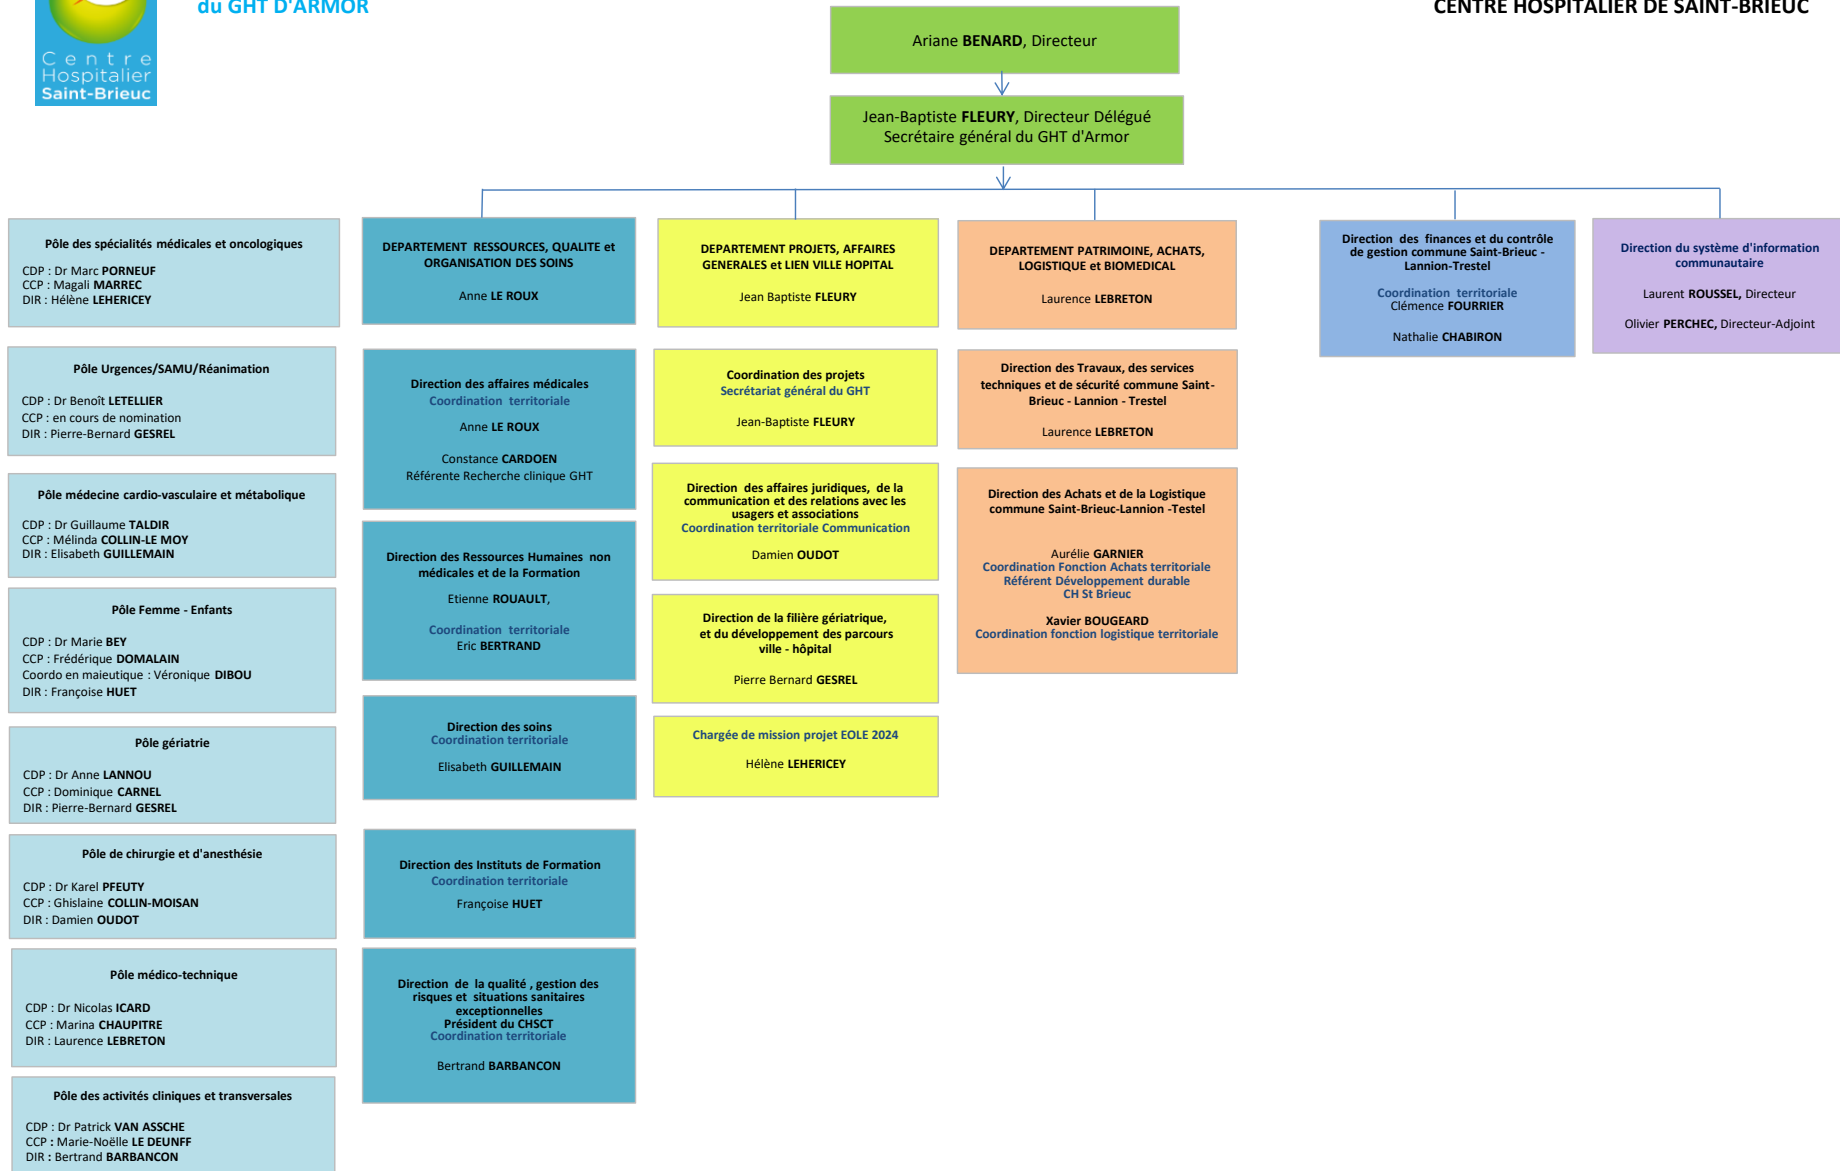 du GHT D'ARMOR
CENTRE HOSPITALIER DE SAINT-BRIEUC
Centre
Hospitalier
Saint-Brieuc
Ariane BENARD, Directeur
Jean-Baptiste FLEURY, Directeur Délégué
Secrétaire général du GHT d'Armor
Pôle des spécialités médicales et oncologiques
CDP : Dr Marc PORNEUF
CCP : Magali MARREC
DIR : Hélène LEHERICEY
Pôle Urgences/SAMU/Réanimation
CDP : Dr Benoît LETELLIER
CCP : en cours de nomination
DIR : Pierre-Bernard GESREL
Pôle médecine cardio-vasculaire et métabolique
CDP : Dr Guillaume TALDIR
CCP : Mélinda COLLIN-LE MOY
DIR : Elisabeth GUILLEMAIN
Pôle Femme - Enfants
CDP : Dr Marie BEY
CCP : Frédérique DOMALAIN
Coordo en maieutique : Véronique DIBOU
DIR : Françoise HUET
Pôle gériatrie
CDP : Dr Anne LANNOU
CCP : Dominique CARNEL
DIR : Pierre-Bernard GESREL
Pôle de chirurgie et d'anesthésie
CDP : Dr Karel PFEUTY
CCP : Ghislaine COLLIN-MOISAN
DIR : Damien OUDOT
Pôle médico-technique
CDP : Dr Nicolas ICARD
CCP : Marina CHAUPITRE
DIR : Laurence LEBRETON
Pôle des activités cliniques et transversales
CDP : Dr Patrick VAN ASSCHE
CCP : Marie-Noëlle LE DEUNFF
DIR : Bertrand BARBANCON
DEPARTEMENT RESSOURCES, QUALITE et
ORGANISATION DES SOINS
Anne LE ROUX
Direction des affaires médicales
Coordination territoriale
Anne LE ROUX
Constance CARDOEN
Référente Recherche clinique GHT
Direction des Ressources Humaines non
médicales et de la Formation
Etienne ROUAULT,
Coordination territoriale
Eric BERTRAND
Direction des soins
Coordination territoriale
Elisabeth GUILLEMAIN
Direction des Instituts de Formation
Coordination territoriale
Françoise HUET
Direction de la qualité , gestion des
risques et situations sanitaires
exceptionnelles
Président du CHSCT
Coordination territoriale
Bertrand BARBANCON
DEPARTEMENT PROJETS, AFFAIRES
GENERALES et LIEN VILLE HOPITAL
Jean Baptiste FLEURY
Coordination des projets
Secrétariat général du GHT
Jean-Baptiste FLEURY
Direction des affaires juridiques, de la
communication et des relations avec les
usagers et associations
Coordination territoriale Communication
Damien OUDOT
Direction de la filière gériatrique,
et du développement des parcours
ville - hôpital
Pierre Bernard GESREL
Chargée de mission projet EOLE 2024
Hélène LEHERICEY
DEPARTEMENT PATRIMOINE, ACHATS,
LOGISTIQUE et BIOMEDICAL
Laurence LEBRETON
Direction des Travaux, des services
techniques et de sécurité commune Saint-
Brieuc - Lannion - Trestel
Laurence LEBRETON
Direction des Achats et de la Logistique
commune Saint-Brieuc-Lannion -Testel
Aurélie GARNIER
Coordination Fonction Achats territoriale
Référent Développement durable
CH St Brieuc
Xavier BOUGEARD
Coordination fonction logistique territoriale
Direction des finances et du contrôle
de gestion commune Saint-Brieuc -
Lannion-Trestel
Coordination territoriale
Clémence FOURRIER
Nathalie CHABIRON
Direction du système d'information
communautaire
Laurent ROUSSEL, Directeur
Olivier PERCHEC, Directeur-Adjoint